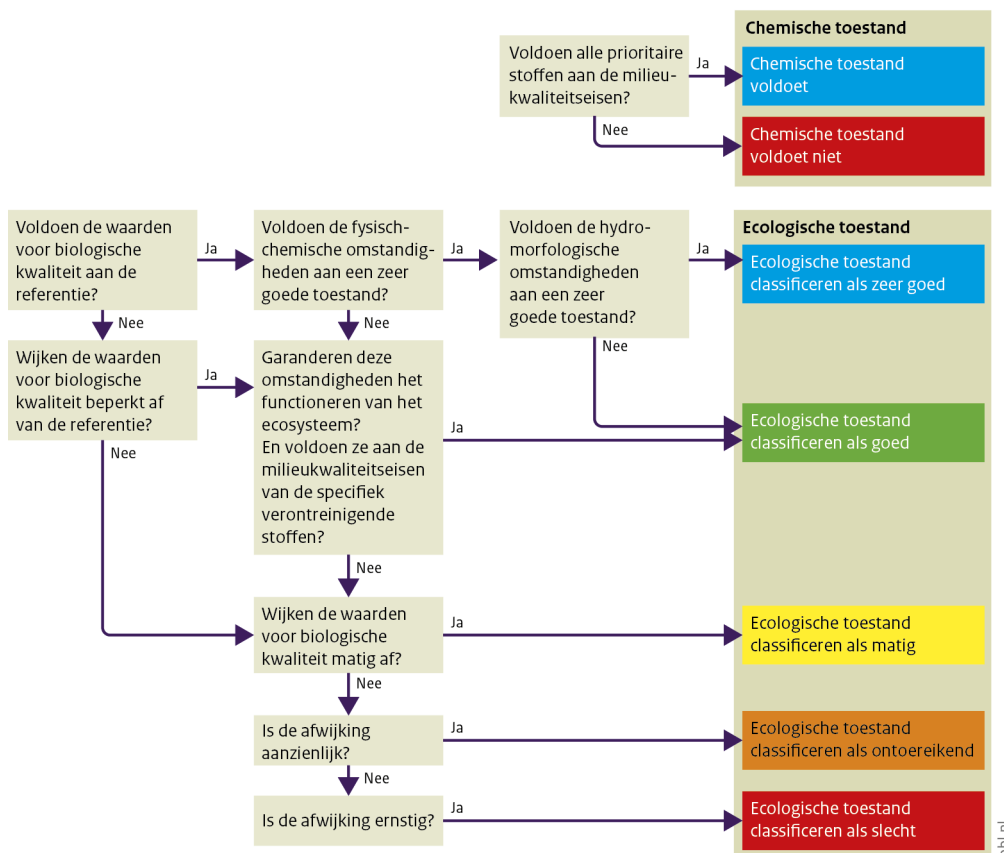 Chemische toestand
Voldoen alle prioritaire
stoffen aan de milieu-
kwaliteitseisen?
Ja
Chemische toestand
voldoet
Nee
Chemische toestand
voldoet niet
Voldoen de waarden
voor biologische
kwaliteit aan de
referentie?
Ja
Voldoen de fysisch-
chemische omstandig-
heden aan een zeer
goede toestand?
Ja
Voldoen de hydro-
morfologische
omstandigheden
aan een zeer
goede toestand?
Ja
Ecologische toestand
Ecologische toestand
classificeren als zeer goed
Nee
Nee
Nee
Wijken de waarden
voor biologische
kwaliteit beperkt af
van de referentie?
Ja
Garanderen deze
omstandigheden het
functioneren van het
ecosysteem?
En voldoen ze aan de
milieukwaliteitseisen
van de specifiek
verontreinigende
stoffen?
Ja
Ecologische toestand
classificeren als goed
Nee
Nee
Wijken de waarden
voor biologische
kwaliteit matig af?
Ja
Ecologische toestand
classificeren als matig
Nee
Is de afwijking
aanzienlijk?
Ja
Ecologische toestand
classificeren als ontoereikend
Nee
Is de afwijking ernstig?
Ja
Ecologische toestand
classificeren als slecht